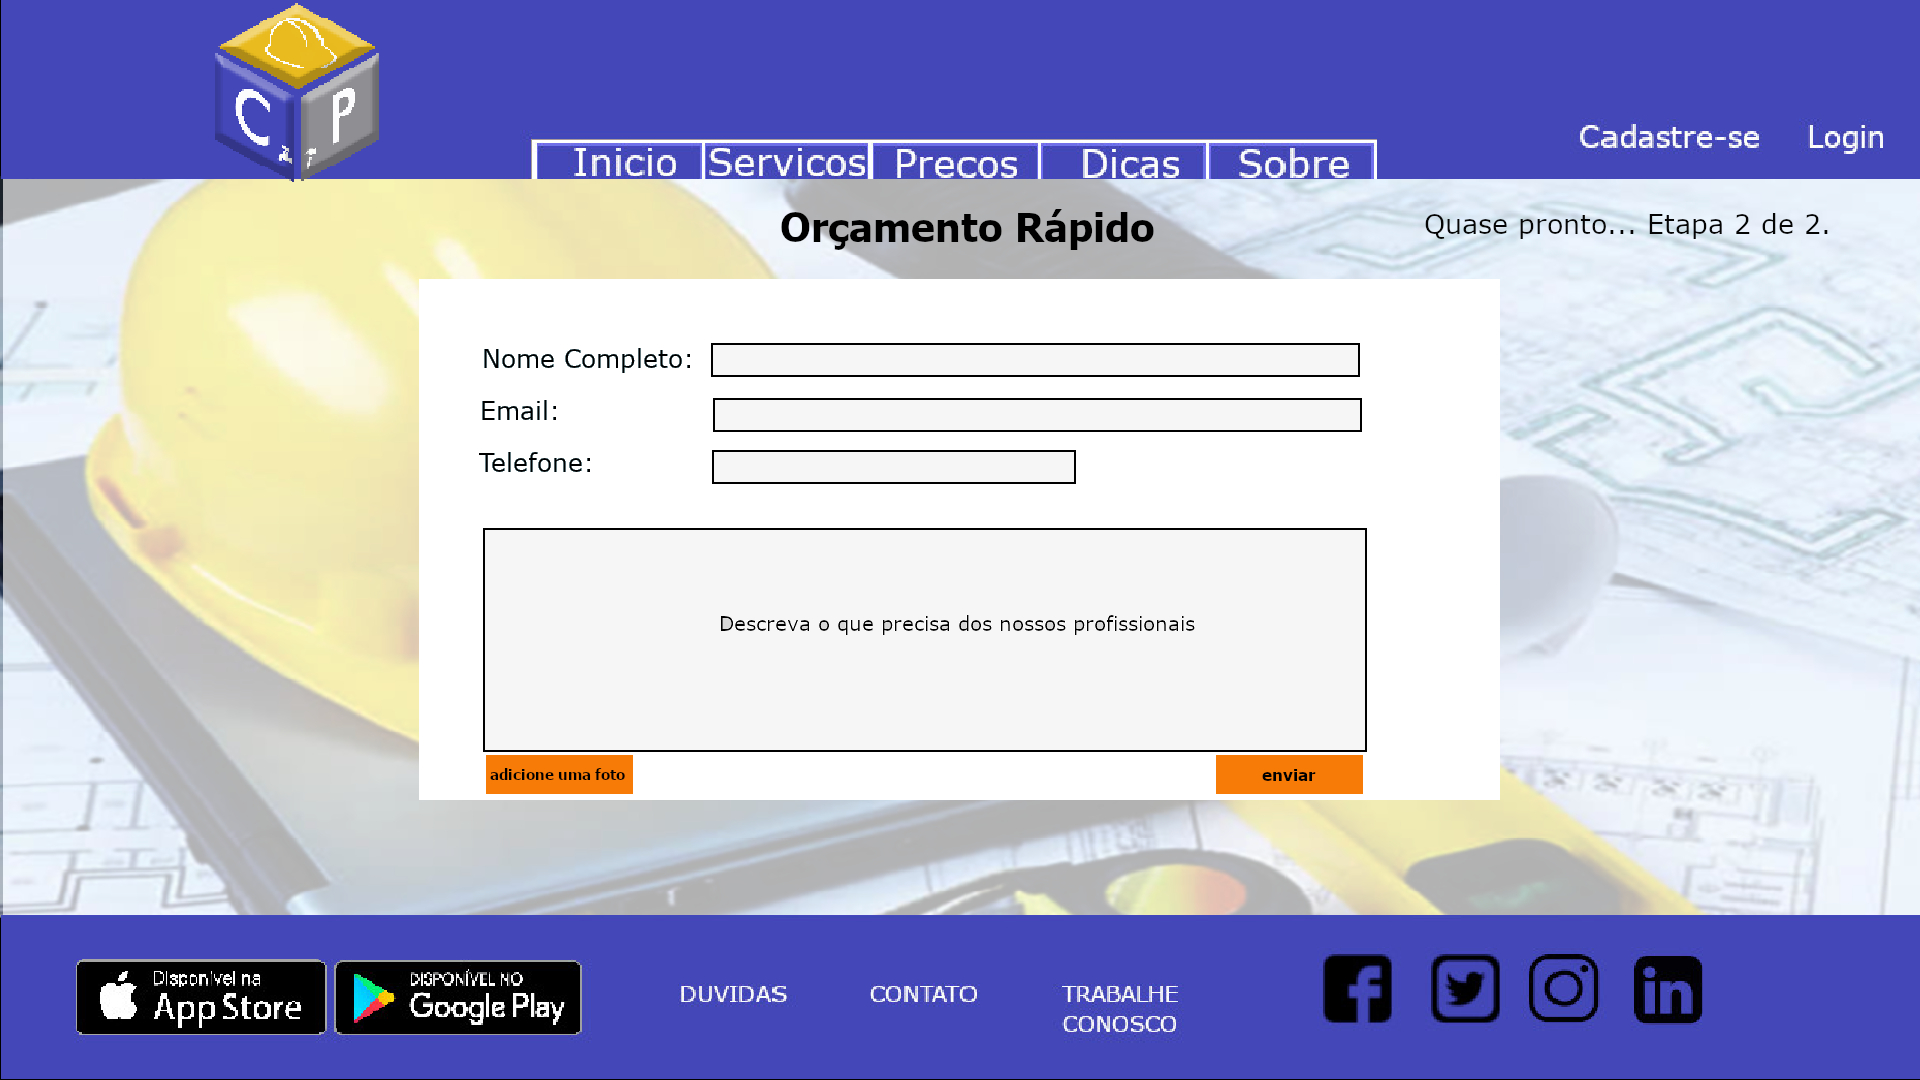 C P
Inicio Servicos Precos Dicas Sobre
Cadastre-se Login
Orçamento Rápido
Quase pronto... Etapa 2 de 2.
Nome Completo:
Email:
Telefone:
Descreva o que precisa dos nossos profissionais
adicione uma foto
enviar
Disponível na
App Store
DISPONÍVEL NO
Google Play
DUVIDAS
CONTATO
TRABALHE
CONOSCO